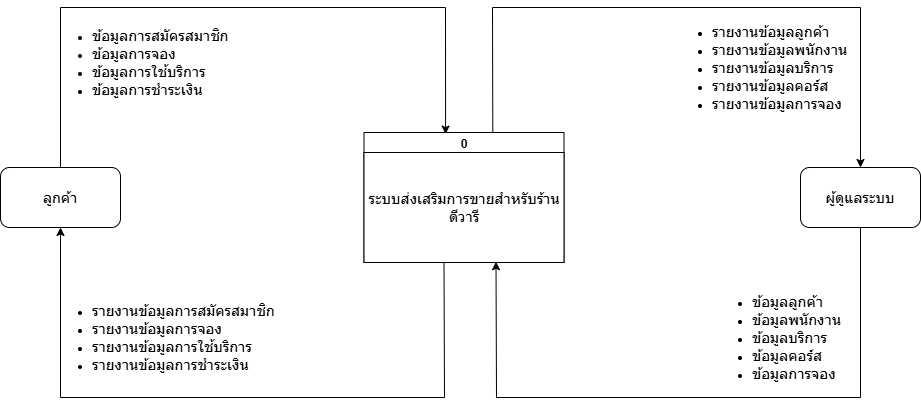 ข้อมูลการสมัครสมาชิก
ข้อมูลการจอง
ข้อมูลการใช้บริการ
ข้อมูลการชำระเงิน
รายงานข้อมูลลูกค้า
รายงานข้อมูลพนักงาน
รายงานข้อมูลบริการ
รายงานข้อมูลคอร์ส
รายงานข้อมูลการจอง
0
ลูกค้า
ระบบส่งเสริมการขายสำหรับร้าน
ดีวารี
ผู้ดูแลระบบ
รายงานข้อมูลการสมัครสมาชิก
รายงานข้อมูลการจอง
รายงานข้อมูลการใช้บริการ
รายงานข้อมูลการชำระเงิน
ข้อมูลลูกค้า
ข้อมูลพนักงาน
ข้อมูลบริการ
ข้อมูลคอร์ส
ข้อมูลการจอง